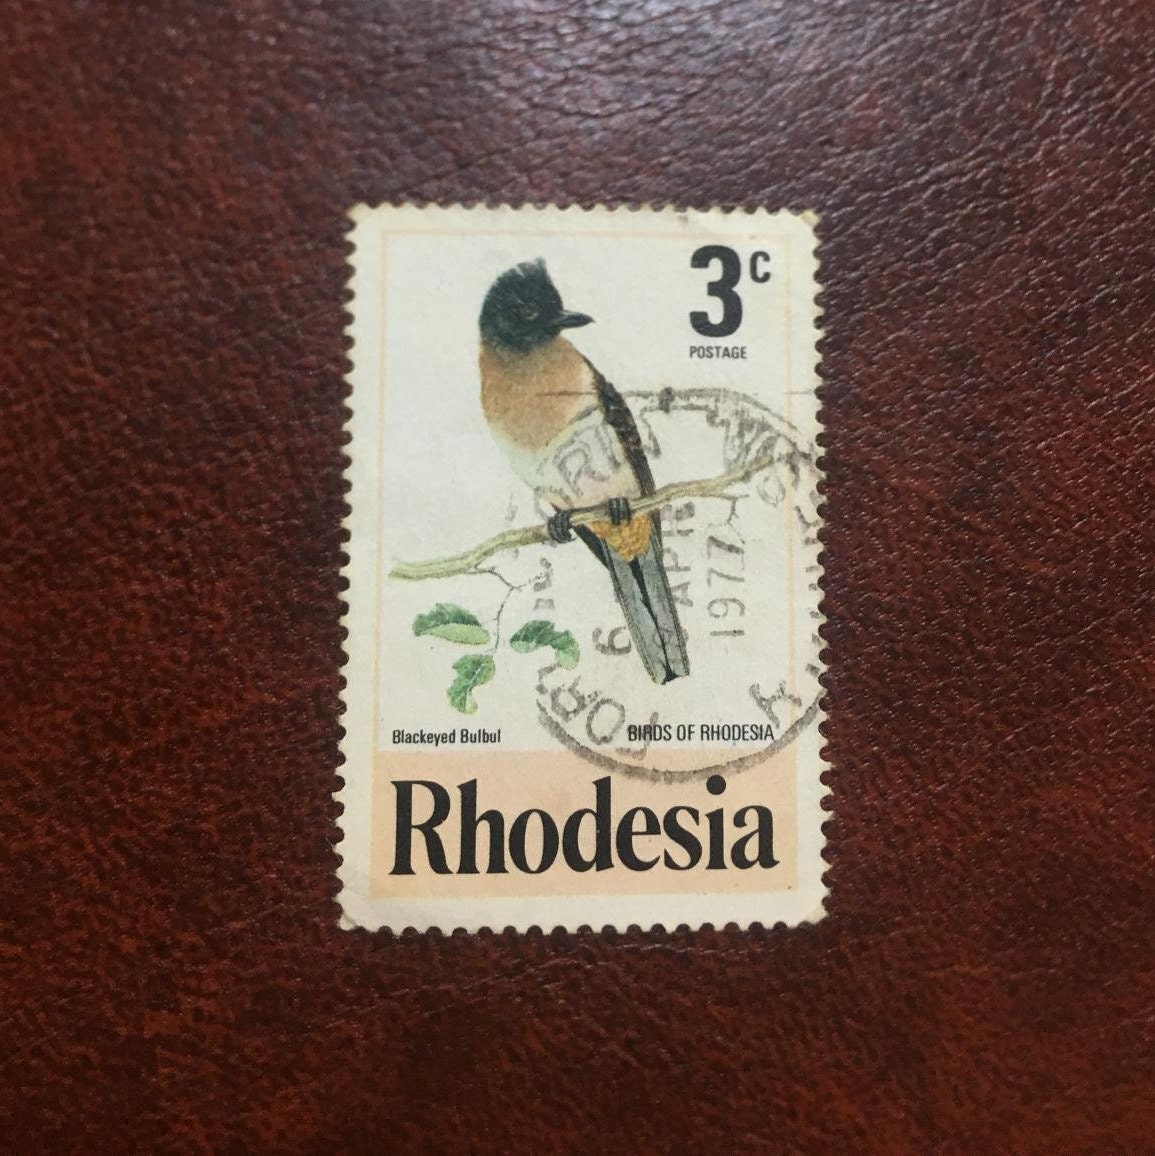 3c
POSTAGE
APR
1977
Blackeyed Bulbul
BIRDS OF RHODESIA
Rhodesia